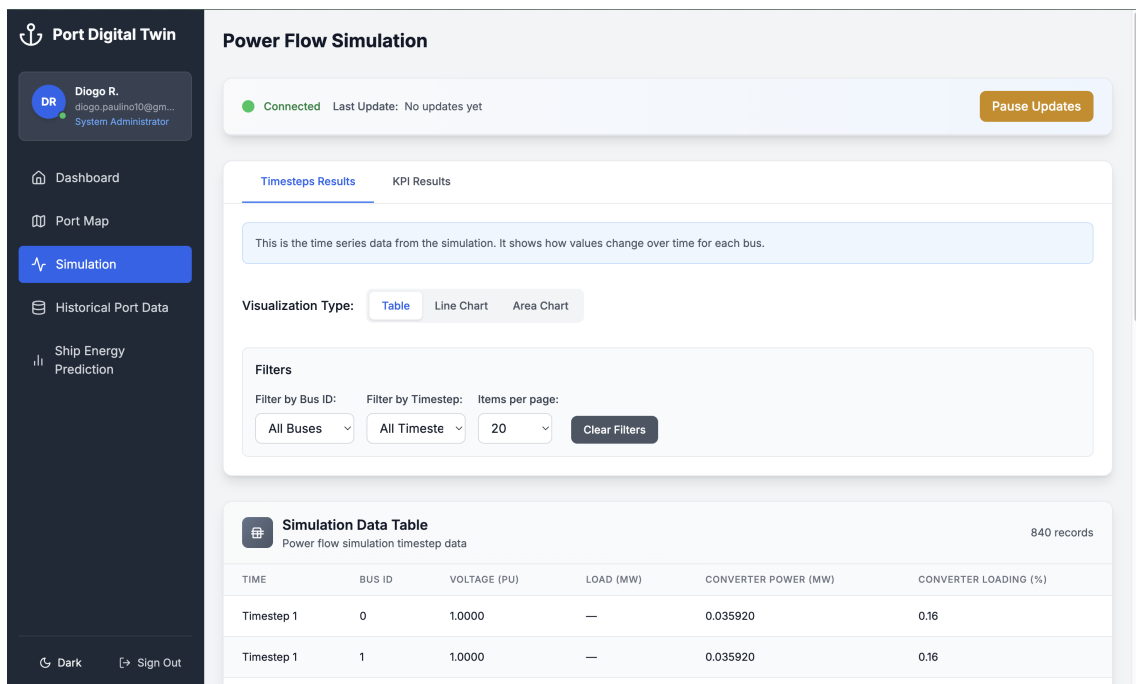 Port Digital Twin
DR
Diogo R.
diogo.paulino10@gm...
System Administrator
Dashboard
Port Map
Simulation
Historical Port Data
Ship Energy
Prediction
Dark
Sign Out
Power Flow Simulation
Connected Last Update: No updates yet
Pause Updates
Timesteps Results KPI Results
This is the time series data from the simulation. It shows how values change over time for each bus.
Visualization Type: Table Line Chart Area Chart
Filters
Filter by Bus ID: Filter by Timestep: Items per page:
All Buses All Timeste 20 Clear Filters
Simulation Data Table
Power flow simulation timestep data
840 records
TIME BUS ID VOLTAGE (PU) LOAD (MW) CONVERTER POWER (MW) CONVERTER LOADING (%)
Timestep 1 0 1.0000 — 0.035920 0.16
Timestep 1 1 1.0000 — 0.035920 0.16